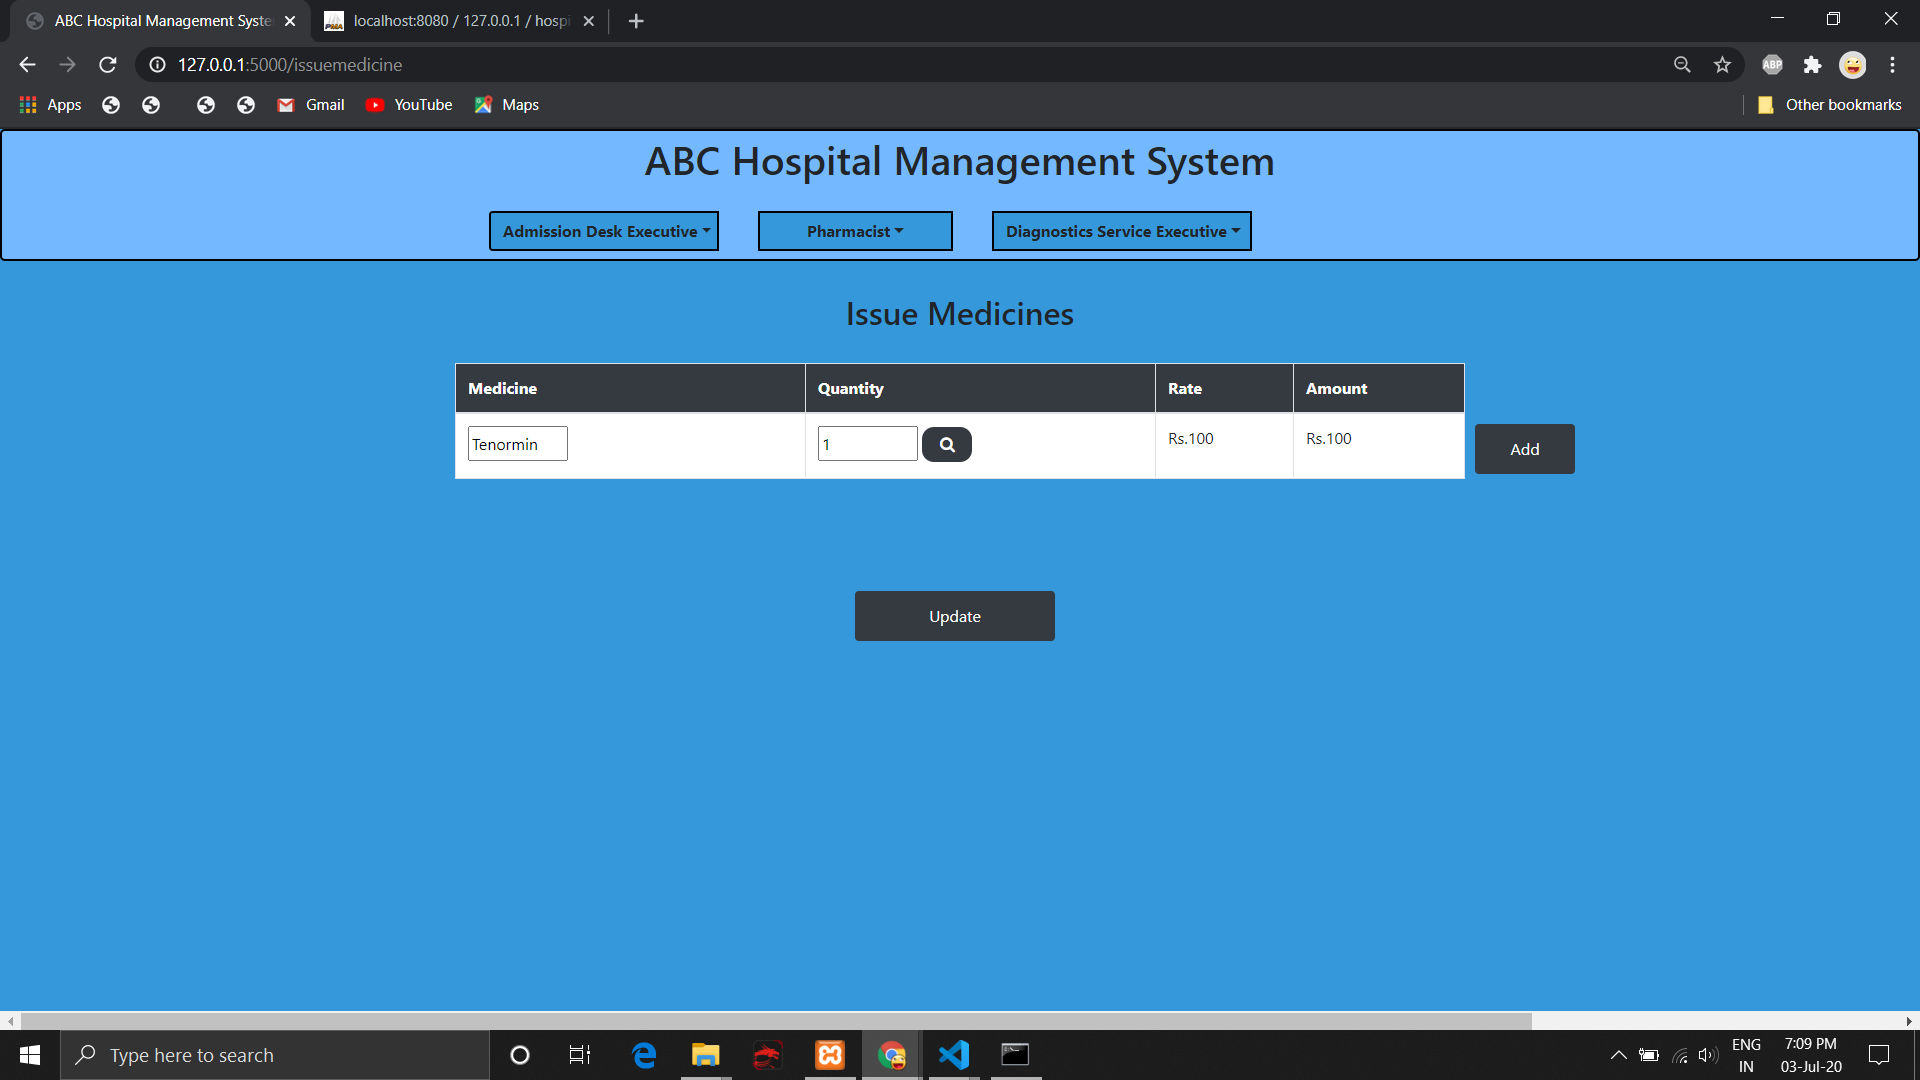 ABC Hospital Management Syste
localhost:8080 / 127.0.0.1 / hospi
127.0.0.1:5000/issuemedicine
ABP
Apps
Gmail
YouTube
Maps
Other bookmarks
ABC Hospital Management System
Admission Desk Executive
Pharmacist
Diagnostics Service Executive
Issue Medicines
Medicine Quantity Rate Amount
Tenormin 1 Rs.100 Rs.100 Add
Update
Type here to search
ENG
IN
7:09 PM
03-Jul-20